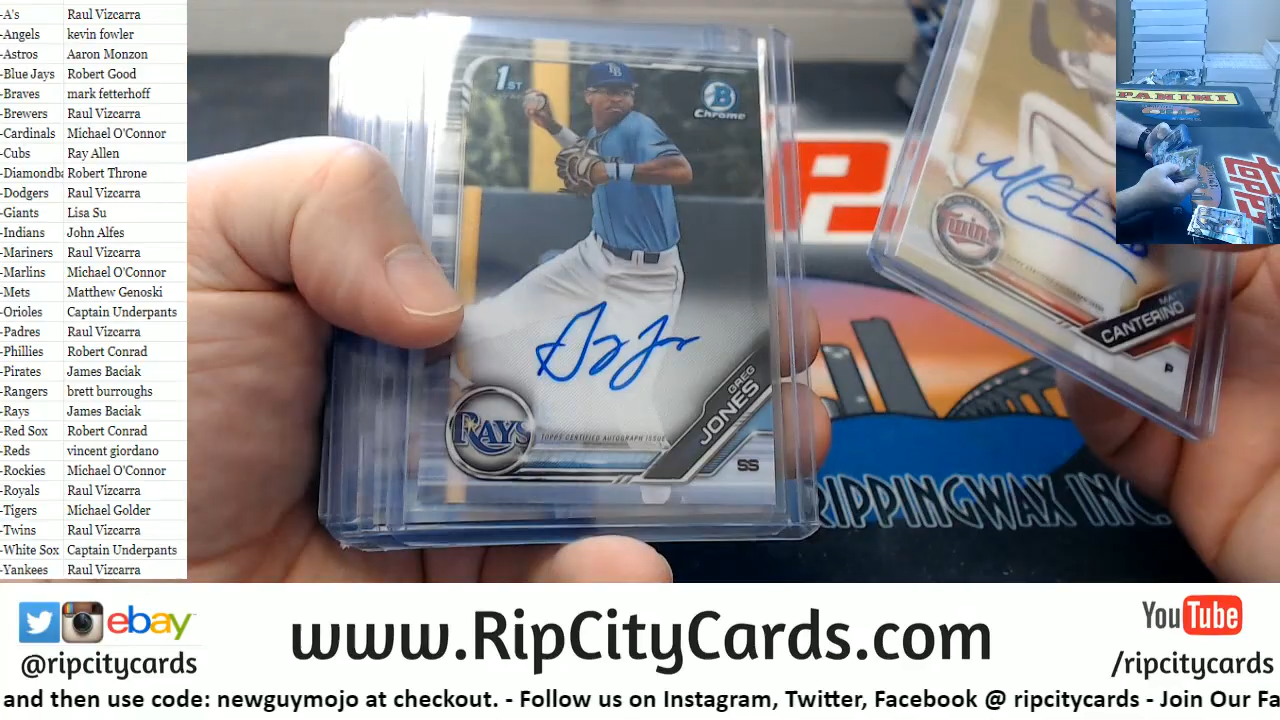 -A's Raul Vizcarra
-Angels kevin fowler
-Astros Aaron Monzon
-Blue Jays Robert Good
-Braves mark fetterhoff
-Brewers Raul Vizcarra
-Cardinals Michael O'Connor
-Cubs Ray Allen
-Diamondba Robert Throne
-Dodgers Raul Vizcarra
-Giants Lisa Su
-Indians John Alfes
-Mariners Raul Vizcarra
-Marlins Michael O'Connor
-Mets Matthew Genoski
-Orioles Captain Underpants
-Padres Raul Vizcarra
-Phillies Robert Conrad
-Pirates James Baciak
-Rangers brett burroughs
-Rays James Baciak
-Red Sox Robert Conrad
-Reds vincent giordano
-Rockies Michael O'Connor
-Royals Raul Vizcarra
-Tigers Michael Golder
-Twins Raul Vizcarra
-White Sox Captain Underpants
-Yankees Raul Vizcarra
1ST
B
Chrome
TB
RAYS
TOPPS CERTIFIED AUTOGRAPH ISSUE
GREG
JONES
SS
Twins
CANTERINO
P
RIPPINGWAX INC.
PANINI
TOPPS
ebay
@ripcitycards
www.RipCityCards.com
YouTube
/ripcitycards
and then use code: newguymojo at checkout. - Follow us on Instagram, Twitter, Facebook @ ripcitycards - Join Our Fa